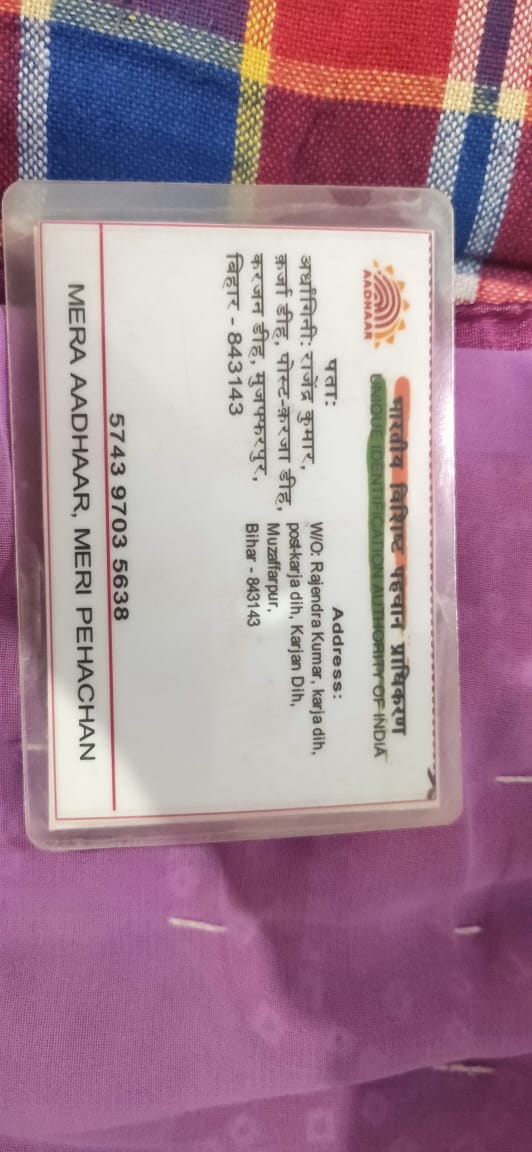 भारतीय विशिष्ट पहचान प्राधिकरण
UNIQUE IDENTIFICATION AUTHORITY OF INDIA
AADHAAR
पता:
अर्धांगिनी: राजेंद्र कुमार,
क़रजा डीह, पोस्ट-करजा डीह,
करजन डीह, मुजफ्फरपुर,
बिहार - 843143
Address:
W/O: Rajendra Kumar, karja dih,
post-karja dih, Karjan Dih,
Muzaffarpur,
Bihar - 843143
5743 9703 5638
MERA AADHAAR, MERI PEHACHAN